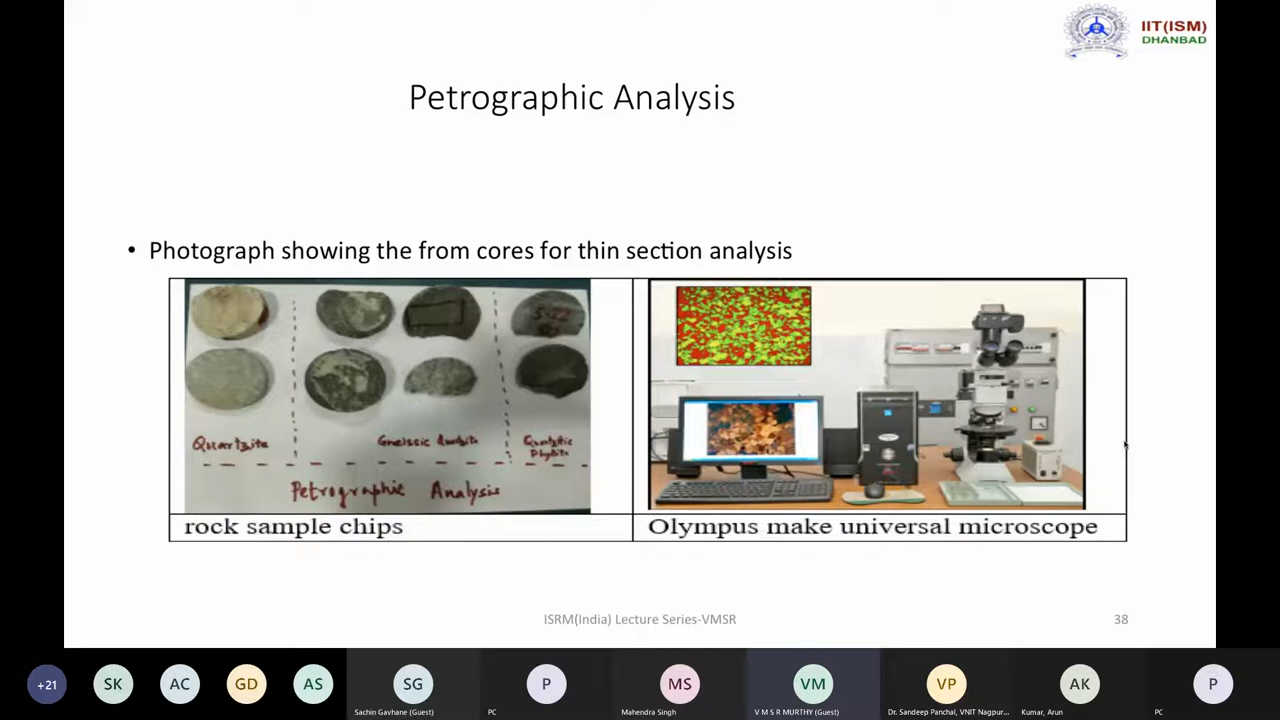 IIT(ISM)
DHANBAD
Petrographic Analysis
• Photograph showing the from cores for thin section analysis
Quartzite
Gneissic
Quartzitic
Petrographic Analysis
rock sample chips
Olympus make universal microscope
ISRM(India) Lecture Series-VMSR
38
+21
SK
AC
GD
AS
SG
P
MS
VM
VP
AK
P
Sachin Gavhane (Guest)
PC
Mahendra Singh
V M S R MURTHY (Guest)
Dr. Sandeep Panchal, VNIT Nagpur...
Kumar, Arun
PC